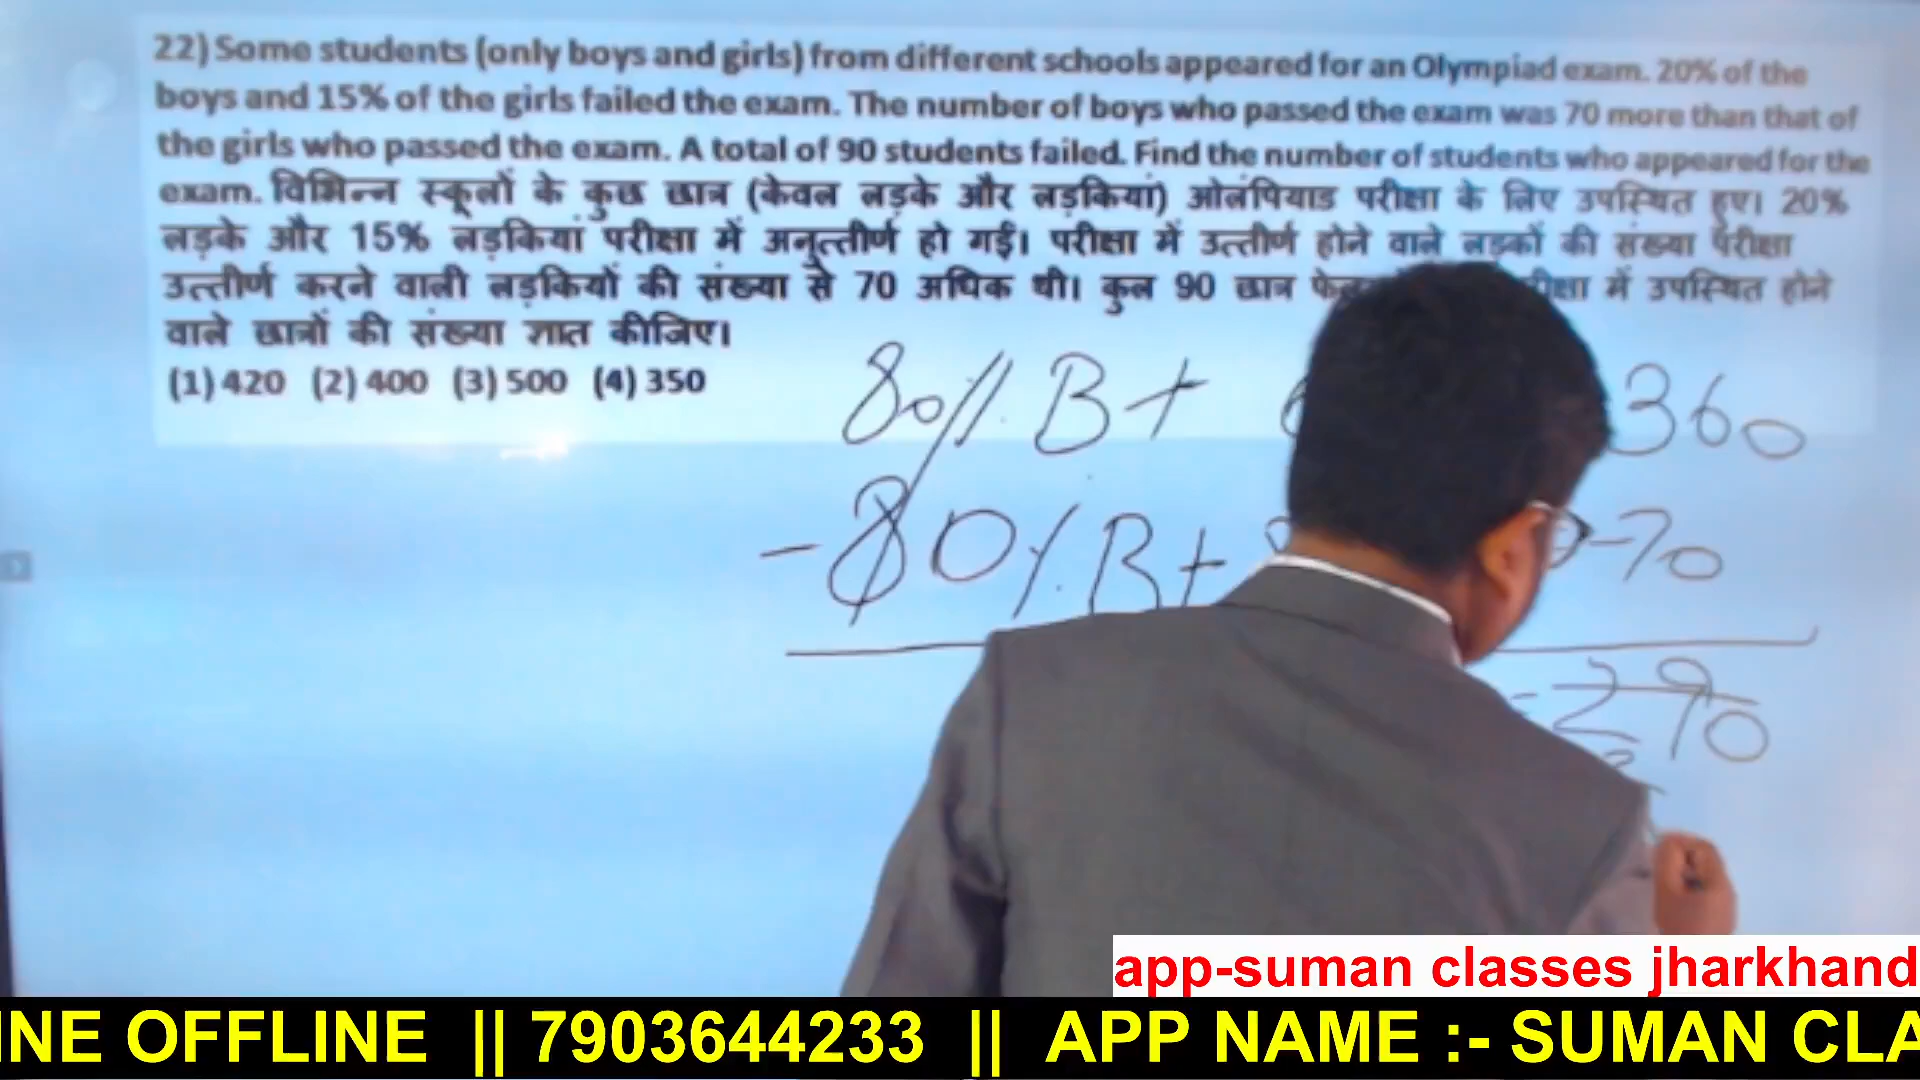 22) Some students (only boys and girls) from different schools appeared for an Olympiad exam. 20% of the
boys and 15% of the girls failed the exam. The number of boys who passed the exam was 70 more than that of
the girls who passed the exam. A total of 90 students failed. Find the number of students who appeared for the
exam. विभिन्न स्कूलों के कुछ छात्र (केवल लड़के और लड़कियां) ओलंपियाड परीक्षा के लिए उपस्थित हुए। 20%
लड़के और 15% लड़कियां परीक्षा में अनुत्तीर्ण हो गईं। परीक्षा में उत्तीर्ण होने वाले लड़कों की संख्या परीक्षा
उत्तीर्ण करने वाली लड़कियों की संख्या से 70 अधिक थी। कुल 90 छात्र में उपस्थित होने
वाले छात्रों की संख्या ज्ञात कीजिए।
(1) 420 (2) 400 (3) 500 (4) 350
80% B + 360
- 80% B + -70
290
app-suman classes jharkhand
INE OFFLINE || 7903644233 || APP NAME :- SUMAN CLA